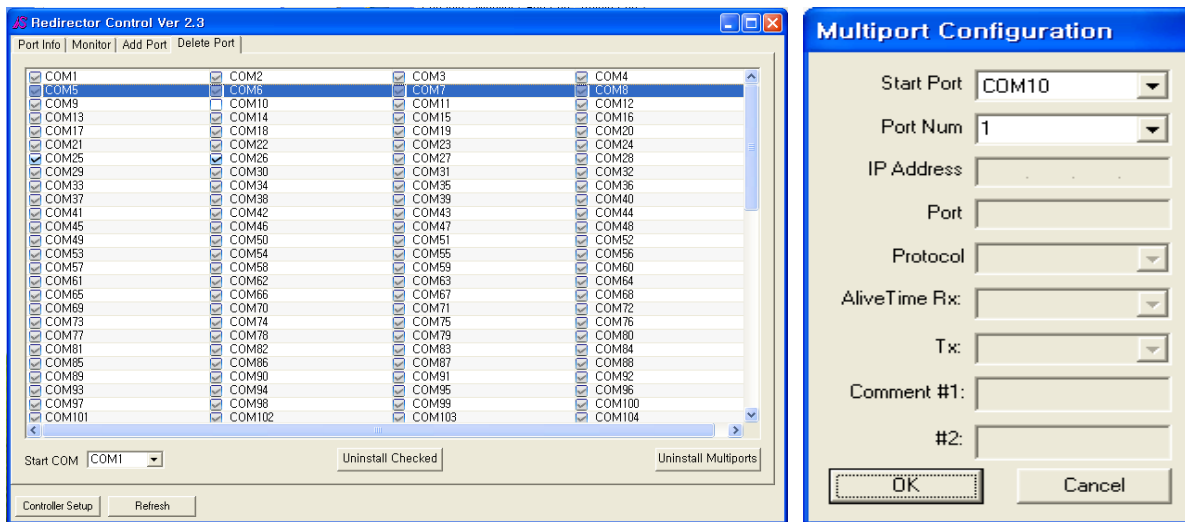 Redirector Control Ver 2.3
Port Info | Monitor | Add Port | Delete Port
COM1 COM2 COM3 COM4
COM5 COM6 COM7 COM8
COM9 COM10 COM11 COM12
COM13 COM14 COM15 COM16
COM17 COM18 COM19 COM20
COM21 COM22 COM23 COM24
COM25 COM26 COM27 COM28
COM29 COM30 COM31 COM32
COM33 COM34 COM35 COM36
COM37 COM38 COM39 COM40
COM41 COM42 COM43 COM44
COM45 COM46 COM47 COM48
COM49 COM50 COM51 COM52
COM53 COM54 COM55 COM56
COM57 COM58 COM59 COM60
COM61 COM62 COM63 COM64
COM65 COM66 COM67 COM68
COM69 COM70 COM71 COM72
COM73 COM74 COM75 COM76
COM77 COM78 COM79 COM80
COM81 COM82 COM83 COM84
COM85 COM86 COM87 COM88
COM89 COM90 COM91 COM92
COM93 COM94 COM95 COM96
COM97 COM98 COM99 COM100
COM101 COM102 COM103 COM104
Start COM COM1 Uninstall Checked Uninstall Multiports
Controller Setup Refresh
Multiport Configuration
Start Port COM10
Port Num 1
IP Address . . .
Port
Protocol
AliveTime Rx:
Tx:
Comment #1:
#2:
OK Cancel